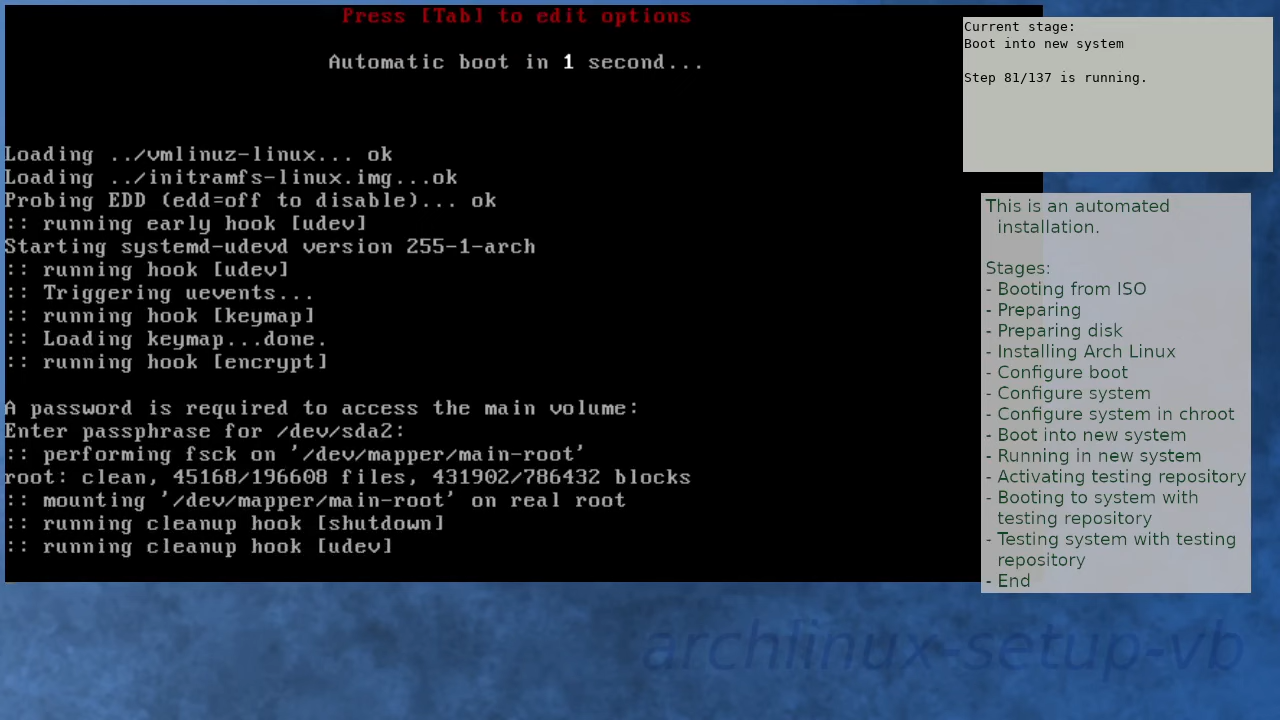 Press [Tab] to edit options
Automatic boot in 1 second...
Loading ../vmlinuz-linux... ok
Loading ../initramfs-linux.img...ok
Probing EDD (edd=off to disable)... ok
:: running early hook [udev]
Starting systemd-udevd version 255-1-arch
:: running hook [udev]
:: Triggering uevents...
:: running hook [keymap]
:: Loading keymap...done.
:: running hook [encrypt]
A password is required to access the main volume:
Enter passphrase for /dev/sda2:
:: performing fsck on '/dev/mapper/main-root'
root: clean, 45168/196608 files, 431902/786432 blocks
:: mounting '/dev/mapper/main-root' on real root
:: running cleanup hook [shutdown]
:: running cleanup hook [udev]
Current stage:
Boot into new system
Step 81/137 is running.
This is an automated
installation.
Stages:
- Booting from ISO
- Preparing
- Preparing disk
- Installing Arch Linux
- Configure boot
- Configure system
- Configure system in chroot
- Boot into new system
- Running in new system
- Activating testing repository
- Booting to system with
testing repository
- Testing system with testing
repository
- End
archlinux-setup-vb